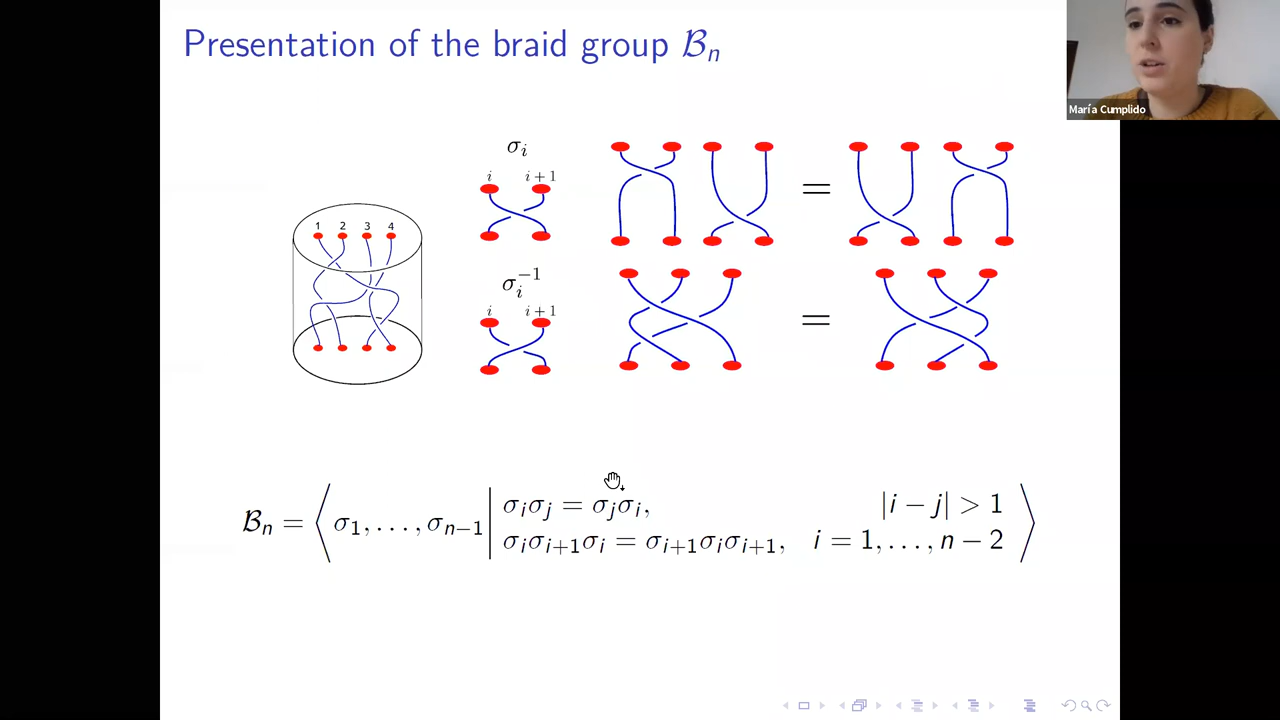 Presentation of the braid group 𝓑ₙ
María Cumplido
σᵢ
i i + 1
=
1 2 3 4
σᵢ⁻¹
i i + 1
=
𝓑ₙ = ⟨ σ₁, . . . , σₙ₋₁ | σᵢσⱼ = σⱼσᵢ, |i − j| > 1
σᵢσᵢ₊₁σᵢ = σᵢ₊₁σᵢσᵢ₊₁, i = 1, . . . , n − 2 ⟩